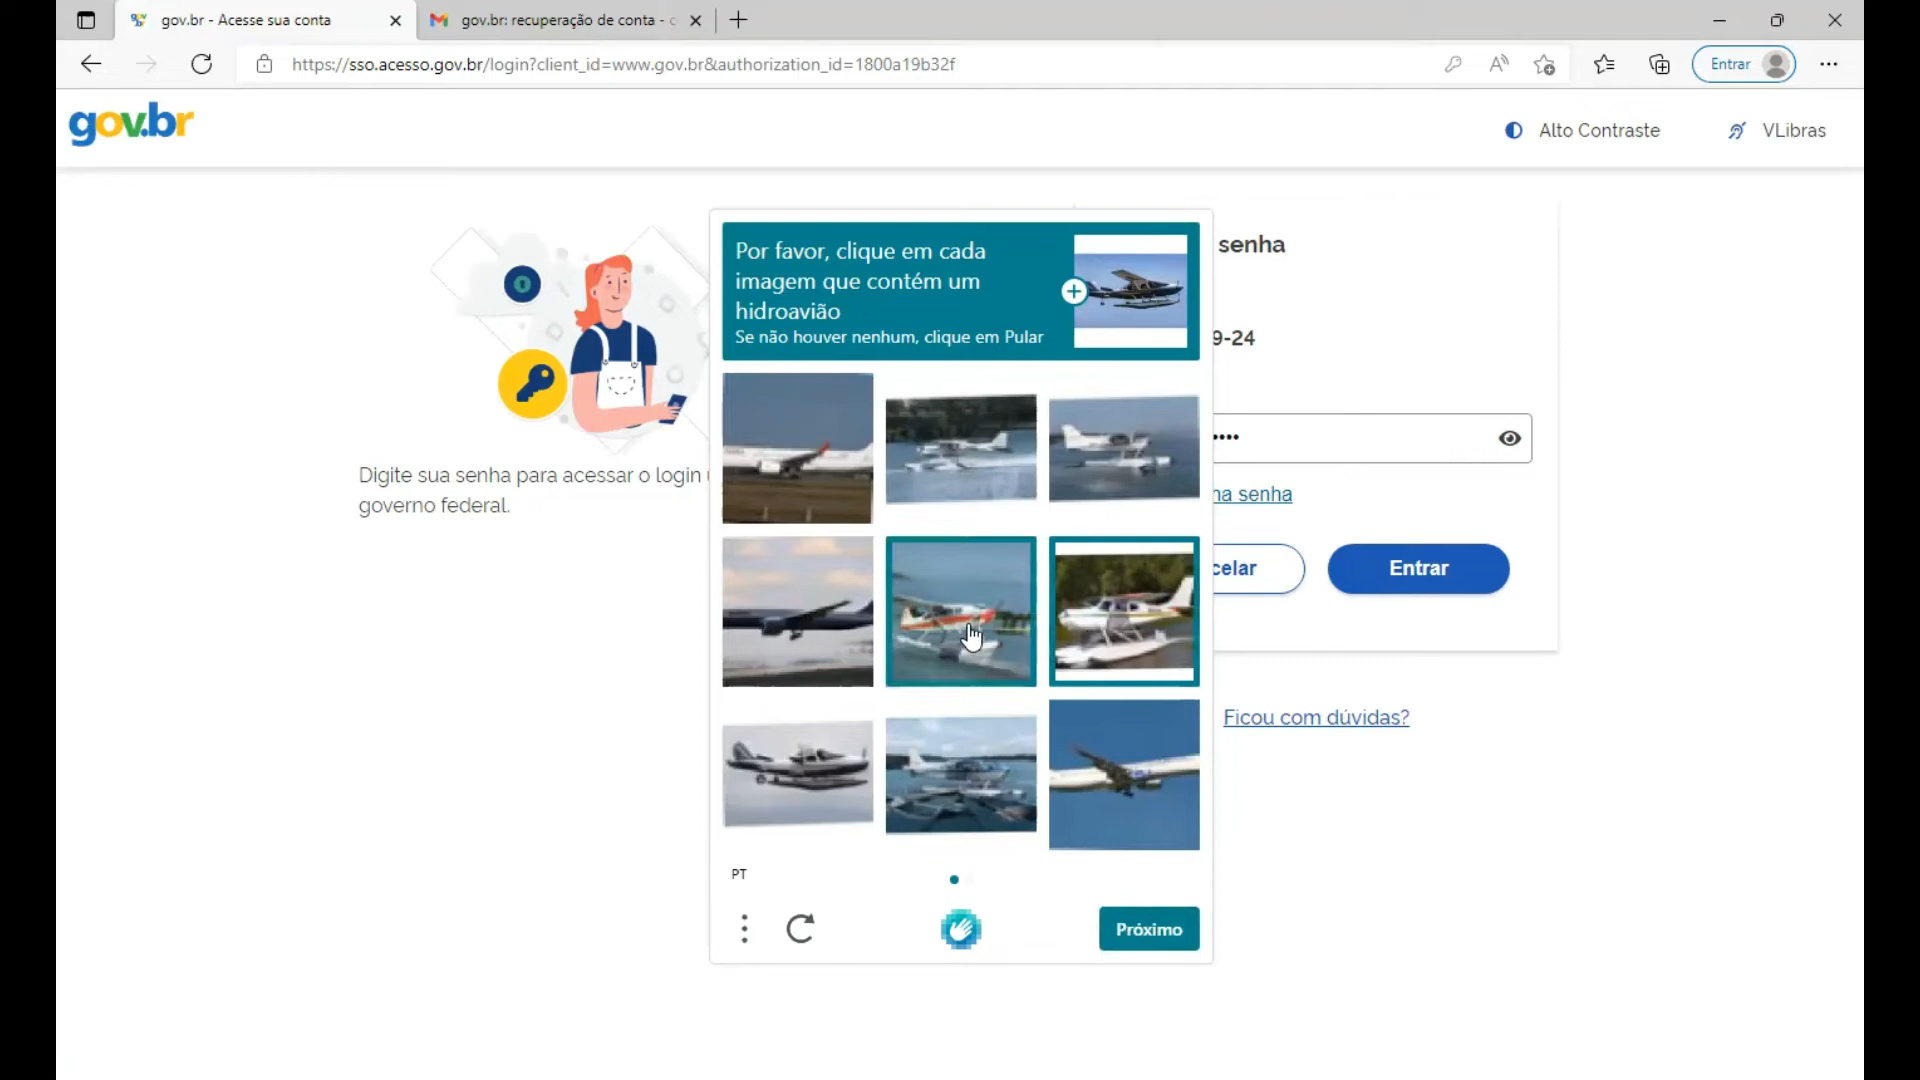 gov.br - Acesse sua conta
gov.br: recuperação de conta -
https://sso.acesso.gov.br/login?client_id=www.gov.br&authorization_id=1800a19b32f
Entrar
gov.br
Alto Contraste
VLibras
Digite sua senha para acessar o login
governo federal.
Por favor, clique em cada
imagem que contém um
hidroavião
Se não houver nenhum, clique em Pular
senha
9-24
senha
celar
Entrar
Ficou com dúvidas?
PT
Próximo